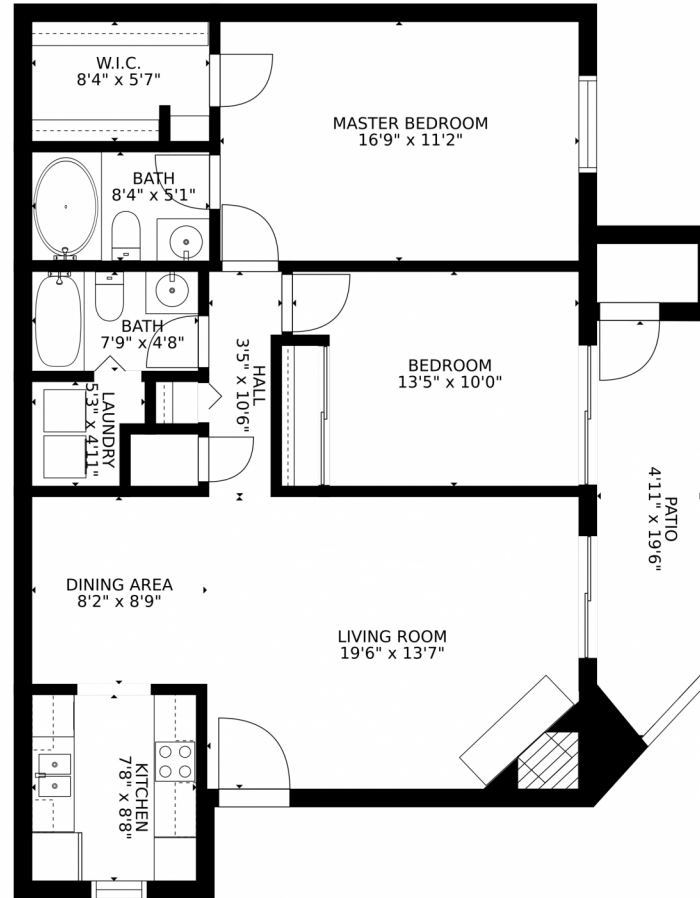 W.I.C.
8'4" x 5'7"
MASTER BEDROOM
16'9" x 11'2"
BATH
8'4" x 5'1"
BATH
7'9" x 4'8"
HALL
3'5" x 10'6"
BEDROOM
13'5" x 10'0"
LAUNDRY
5'3" x 4'11"
PATIO
4'11" x 19'6"
DINING AREA
8'2" x 8'9"
LIVING ROOM
19'6" x 13'7"
KITCHEN
7'8" x 8'8"